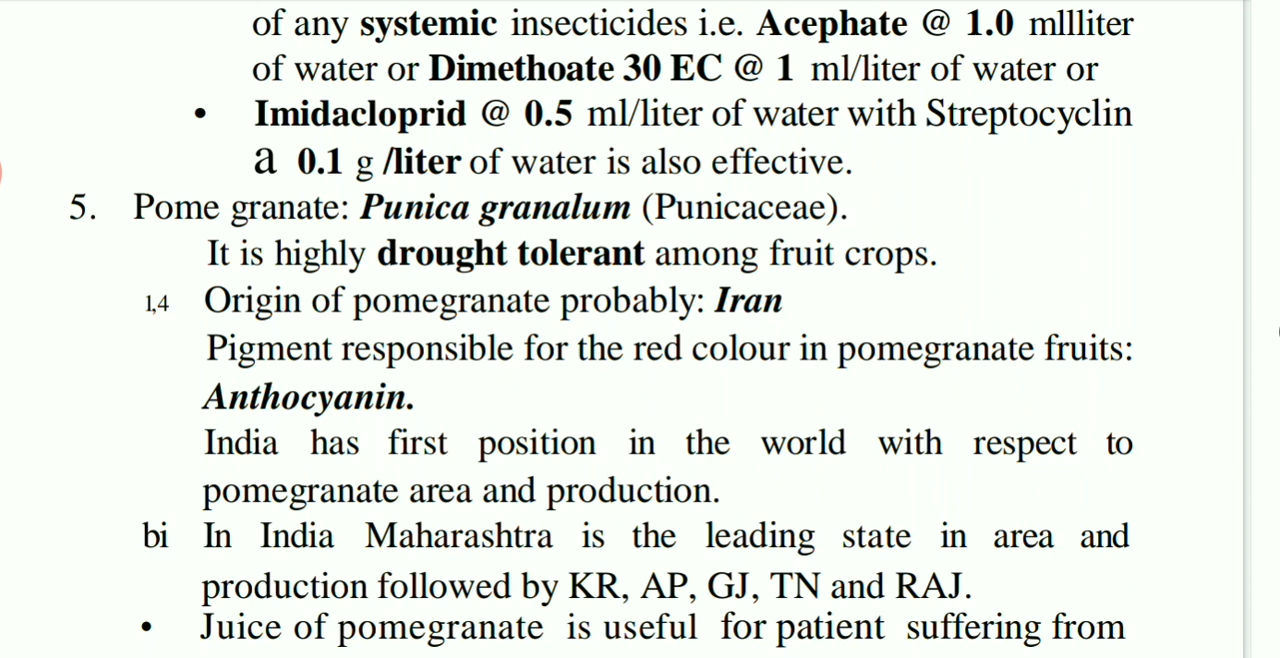 of any systemic insecticides i.e. Acephate @ 1.0 mllliter
of water or Dimethoate 30 EC @ 1 ml/liter of water or
• Imidacloprid @ 0.5 ml/liter of water with Streptocyclin
a 0.1 g /liter of water is also effective.
5. Pome granate: Punica granalum (Punicaceae).
It is highly drought tolerant among fruit crops.
1,4 Origin of pomegranate probably: Iran
Pigment responsible for the red colour in pomegranate fruits:
Anthocyanin.
India has first position in the world with respect to
pomegranate area and production.
bi In India Maharashtra is the leading state in area and
production followed by KR, AP, GJ, TN and RAJ.
• Juice of pomegranate is useful for patient suffering from